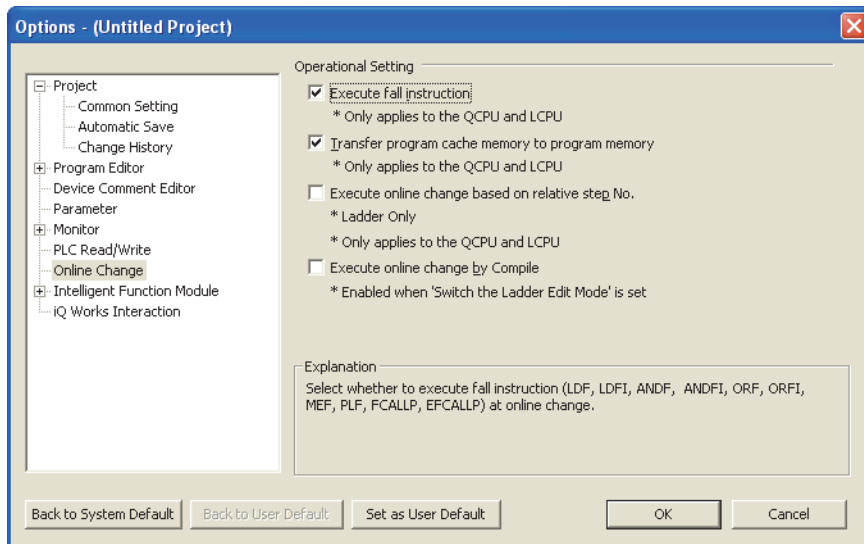 Options - (Untitled Project)
Project
Common Setting
Automatic Save
Change History
Program Editor
Device Comment Editor
Parameter
Monitor
PLC Read/Write
Online Change
Intelligent Function Module
iQ Works Interaction
Operational Setting
Execute fall instruction
* Only applies to the QCPU and LCPU
Transfer program cache memory to program memory
* Only applies to the QCPU and LCPU
Execute online change based on relative step No.
* Ladder Only
* Only applies to the QCPU and LCPU
Execute online change by Compile
* Enabled when 'Switch the Ladder Edit Mode' is set
Explanation
Select whether to execute fall instruction (LDF, LDFI, ANDF, ANDFI, ORF, ORFI,
MEF, PLF, FCALLP, EFCALLP) at online change.
Back to System Default
Back to User Default
Set as User Default
OK
Cancel